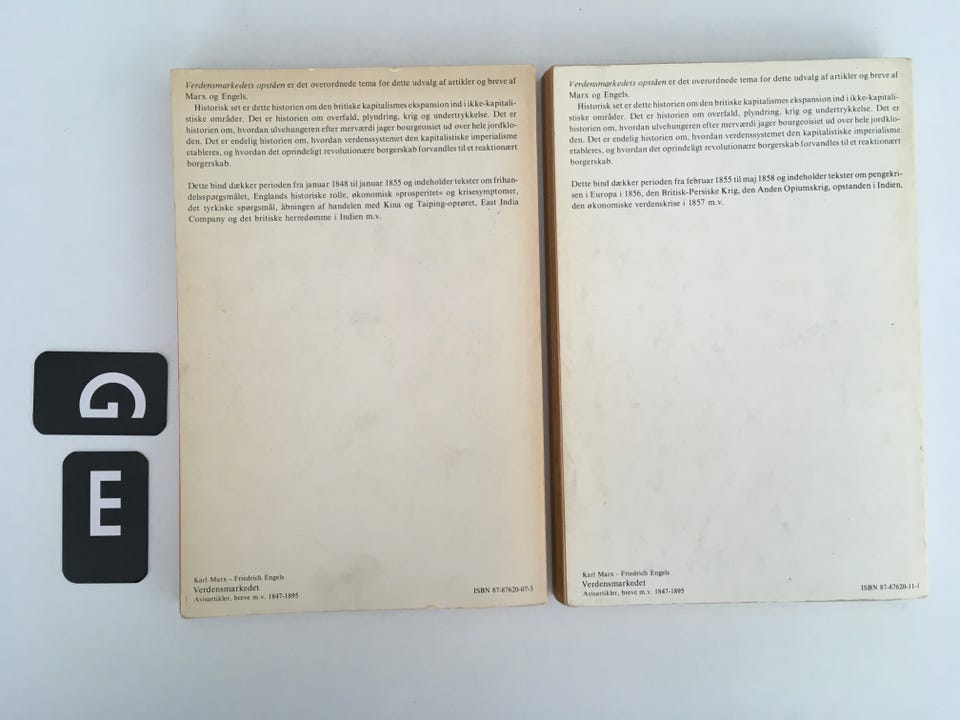 Verdensmarkedets opståen er det overordnede tema for dette udvalg af artikler og breve af
Marx og Engels.
Historisk set er dette historien om den britiske kapitalismes ekspansion ind i ikke-kapitali-
stiske områder. Det er historien om overfald, plyndring, krig og undertrykkelse. Det er
historien om, hvordan ulvehungeren efter merværdi jager bourgeoisiet ud over hele jordklo-
den. Det er endelig historien om, hvordan verdenssystemet den kapitalistiske imperialisme
etableres, og hvordan det oprindeligt revolutionære borgerskab forvandles til et reaktionært
borgerskab.
Dette bind dækker perioden fra januar 1848 til januar 1855 og indeholder tekster om frihan-
delsspørgsmålet, Englands historiske rolle, økonomisk »prosperitet« og krisesymptomer,
det tyrkiske spørgsmål, åbningen af handelen med Kina og Taiping-oprøret, East India
Company og det britiske herredømme i Indien m.v.
Karl Marx - Friedrich Engels
Verdensmarkedet
Avisartikler, breve m.v. 1847-1895
ISBN 87-87620-07-3
Verdensmarkedets opståen er det overordnede tema for dette udvalg af artikler og breve af
Marx og Engels.
Historisk set er dette historien om den britiske kapitalismes ekspansion ind i ikke-kapitali-
stiske områder. Det er historien om overfald, plyndring, krig og undertrykkelse. Det er
historien om, hvordan ulvehungeren efter merværdi jager bourgeoisiet ud over hele jordklo-
den. Det er endelig historien om, hvordan verdenssystemet den kapitalistiske imperialisme
etableres, og hvordan det oprindeligt revolutionære borgerskab forvandles til et reaktionært
borgerskab.
Dette bind dækker perioden fra februar 1855 til maj 1858 og indeholder tekster om pengekri-
sen i Europa i 1856, den Britisk-Persiske Krig, den Anden Opiumskrig, opstanden i Indien,
den økonomiske verdenskrise i 1857 m.v.
Karl Marx - Friedrich Engels
Verdensmarkedet
Avisartikler, breve m.v. 1847-1895
ISBN 87-87620-11-1
G
E